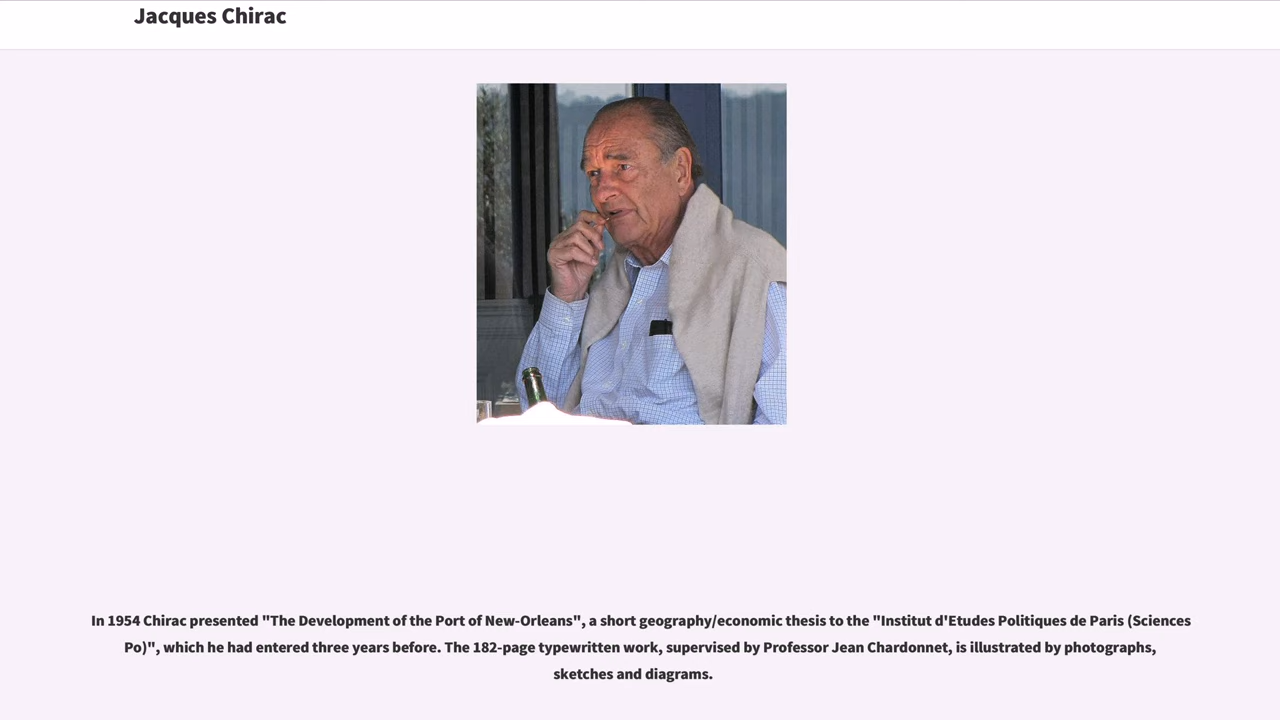 Jacques Chirac
In 1954 Chirac presented "The Development of the Port of New-Orleans", a short geography/economic thesis to the "Institut d'Etudes Politiques de Paris (Sciences
Po)", which he had entered three years before. The 182-page typewritten work, supervised by Professor Jean Chardonnet, is illustrated by photographs,
sketches and diagrams.